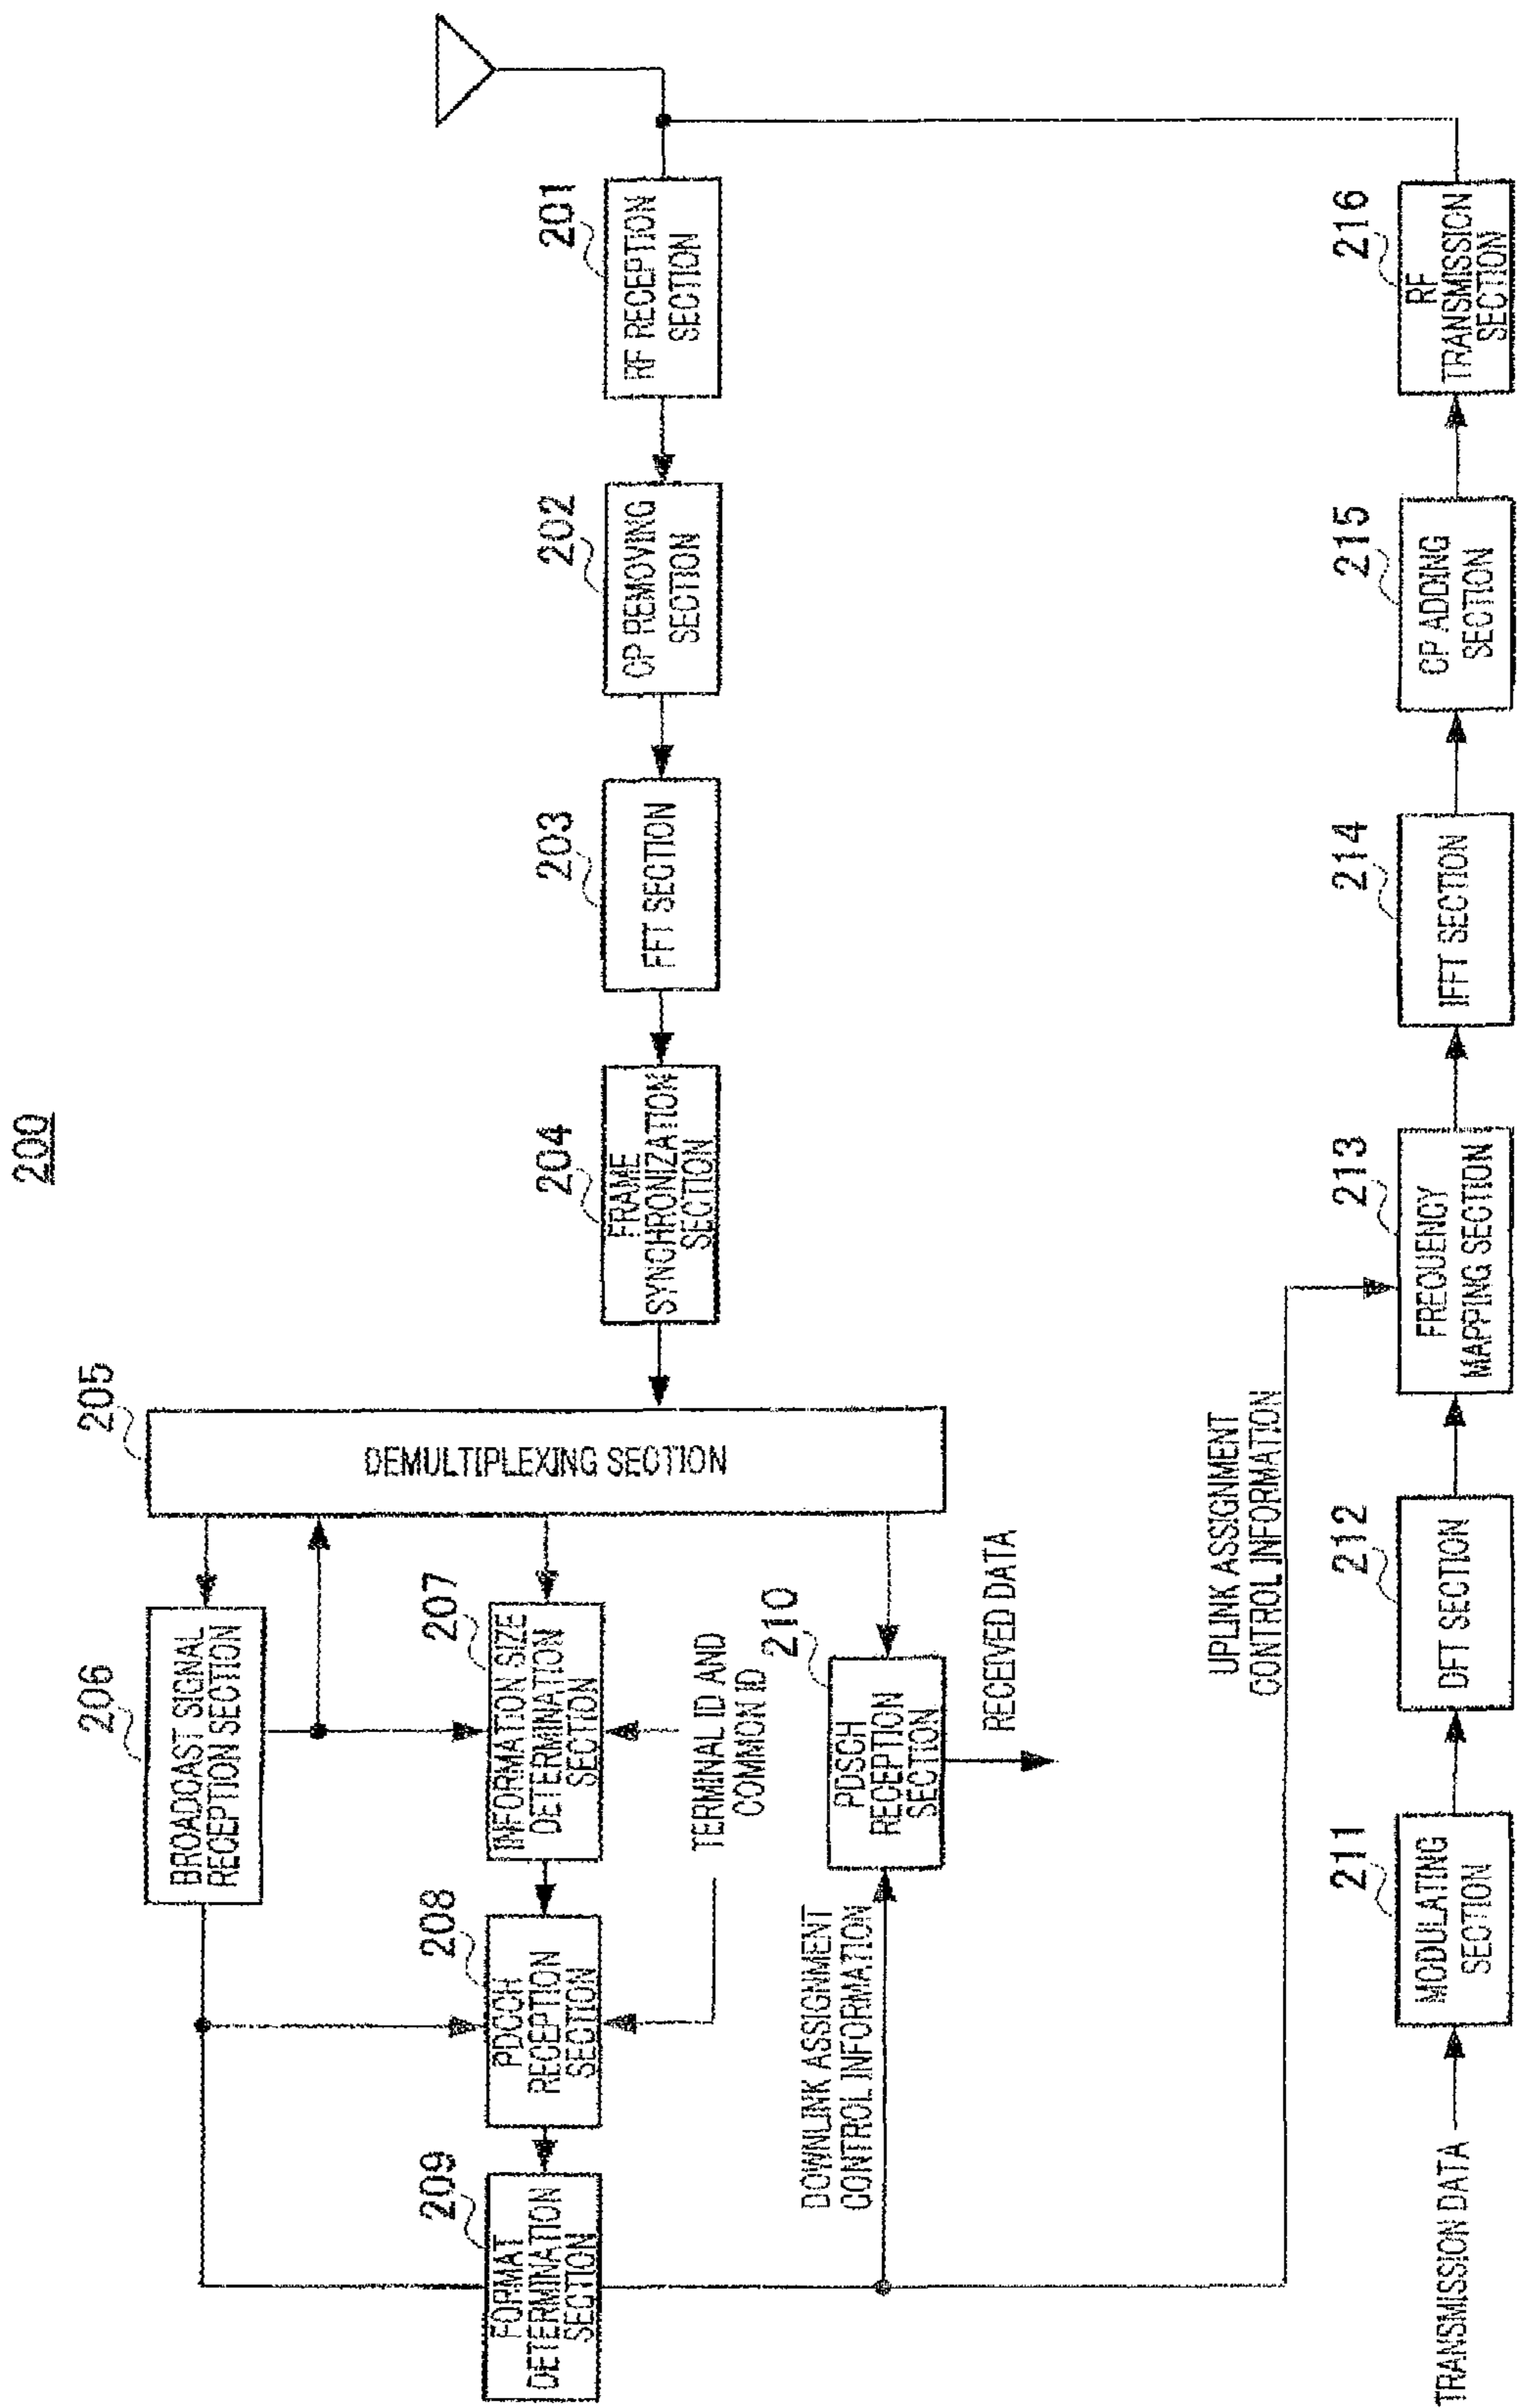 200
201
RF RECEPTION
SECTION
202
CP REMOVING
SECTION
203
FFT SECTION
204
FRAME
SYNCHRONIZATION
SECTION
205
DEMULTIPLEXING SECTION
206
BROADCAST SIGNAL
RECEPTION SECTION
207
INFORMATION SIZE
DETERMINATION
SECTION
208
PDCCH
RECEPTION
SECTION
209
FORMAT
DETERMINATION
SECTION
TERMINAL ID AND
COMMON ID
210
PDSCH
RECEPTION
SECTION
RECEIVED DATA
DOWNLINK ASSIGNMENT
CONTROL INFORMATION
UPLINK ASSIGNMENT
CONTROL INFORMATION
TRANSMISSION DATA
211
MODULATING
SECTION
212
DFT SECTION
213
FREQUENCY
MAPPING SECTION
214
IFFT SECTION
215
CP ADDING
SECTION
216
RF
TRANSMISSION
SECTION